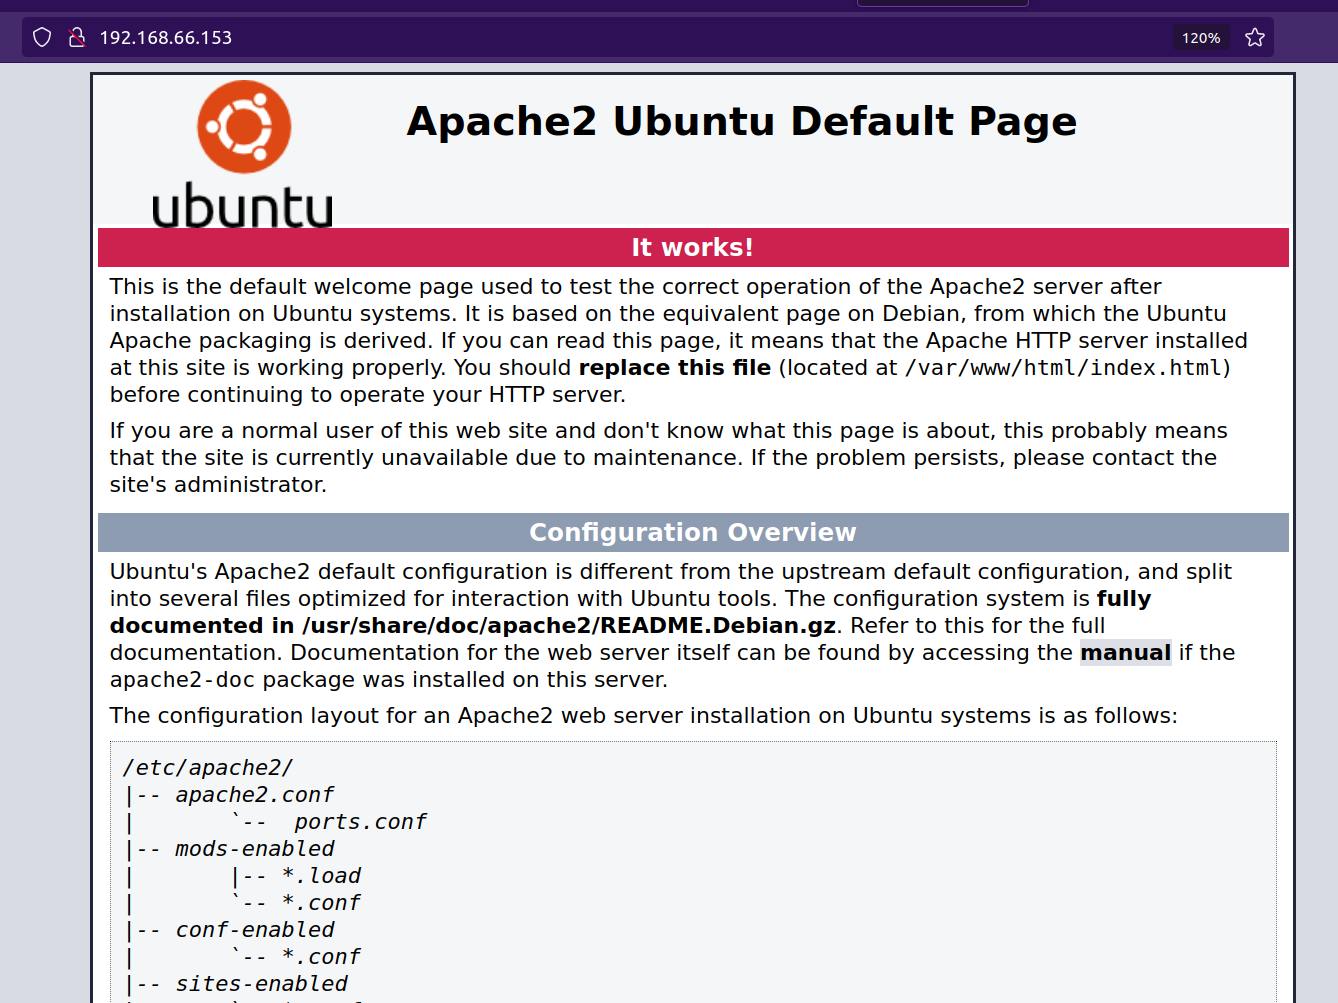 192.168.66.153
120%
ubuntu
Apache2 Ubuntu Default Page
It works!
This is the default welcome page used to test the correct operation of the Apache2 server after
installation on Ubuntu systems. It is based on the equivalent page on Debian, from which the Ubuntu
Apache packaging is derived. If you can read this page, it means that the Apache HTTP server installed
at this site is working properly. You should replace this file (located at /var/www/html/index.html)
before continuing to operate your HTTP server.
If you are a normal user of this web site and don't know what this page is about, this probably means
that the site is currently unavailable due to maintenance. If the problem persists, please contact the
site's administrator.
Configuration Overview
Ubuntu's Apache2 default configuration is different from the upstream default configuration, and split
into several files optimized for interaction with Ubuntu tools. The configuration system is fully
documented in /usr/share/doc/apache2/README.Debian.gz. Refer to this for the full
documentation. Documentation for the web server itself can be found by accessing the manual if the
apache2-doc package was installed on this server.
The configuration layout for an Apache2 web server installation on Ubuntu systems is as follows:
/etc/apache2/
|-- apache2.conf
|       `--  ports.conf
|-- mods-enabled
|       |-- *.load
|       `-- *.conf
|-- conf-enabled
|       `-- *.conf
|-- sites-enabled